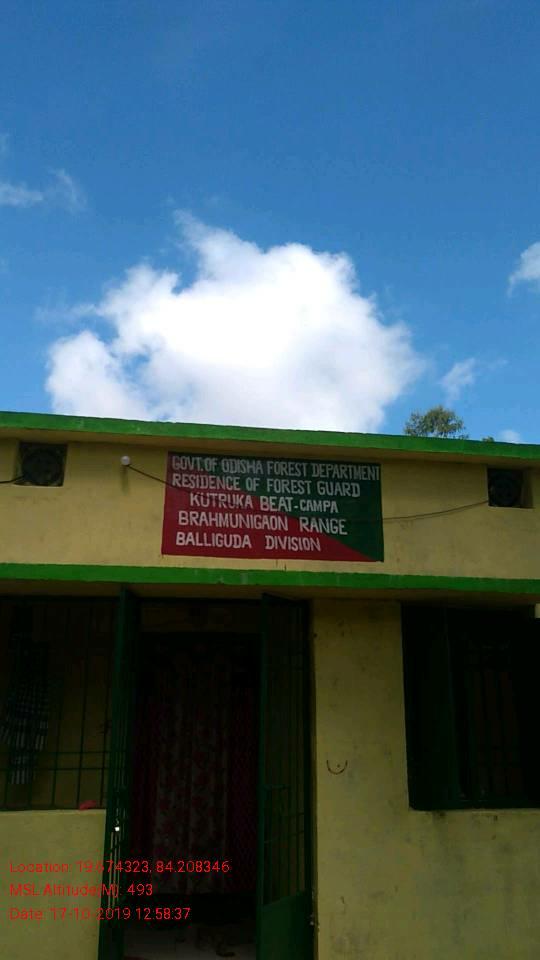 GOVT. OF ODISHA FOREST DEPARTMENT
RESIDENCE OF FOREST GUARD
KUTRUKA BEAT-CAMPA
BRAHMUNIGAON RANGE
BALLIGUDA DIVISION
Location: 19.674323, 84.208346
MSL Altitude(M): 493
Date: 17-10-2019 12:58:37